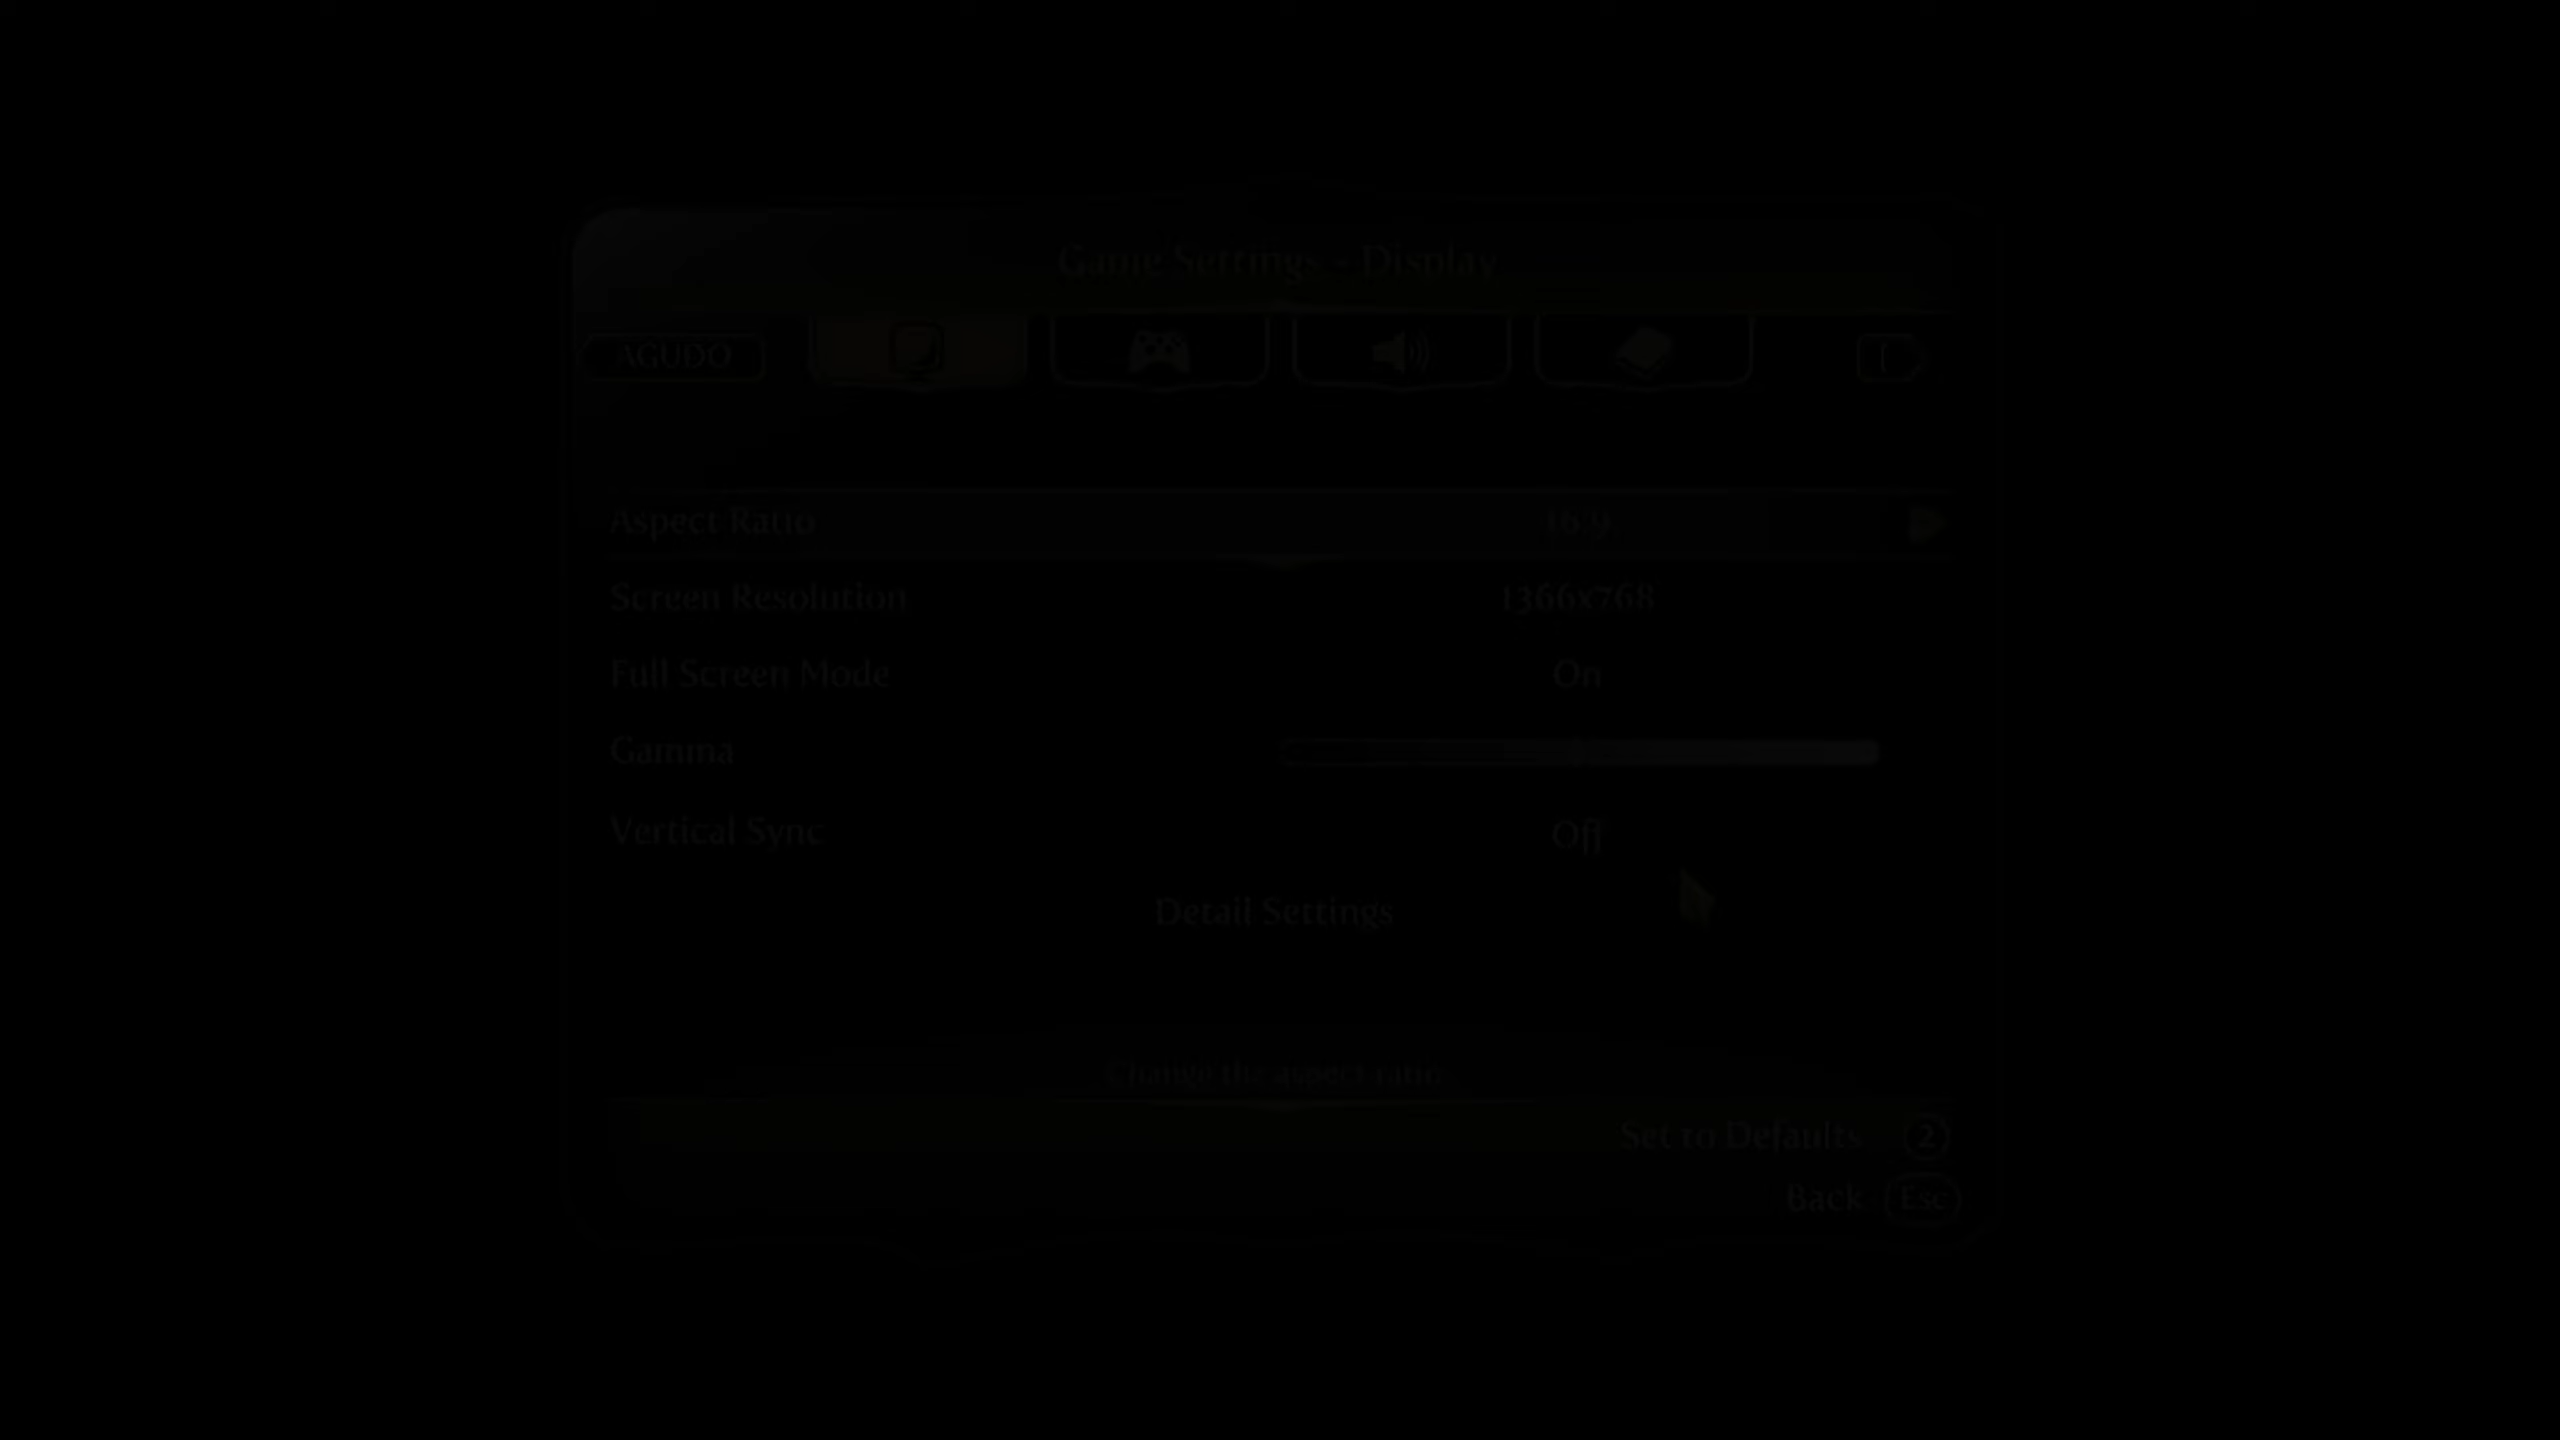 Game Settings - Display
AGUDO
Aspect Ratio 16:9
Screen Resolution 1366x768
Full Screen Mode On
Gamma
Vertical Sync Off
Detail Settings
Change the aspect ratio.
Set to Defaults 2
Back Esc